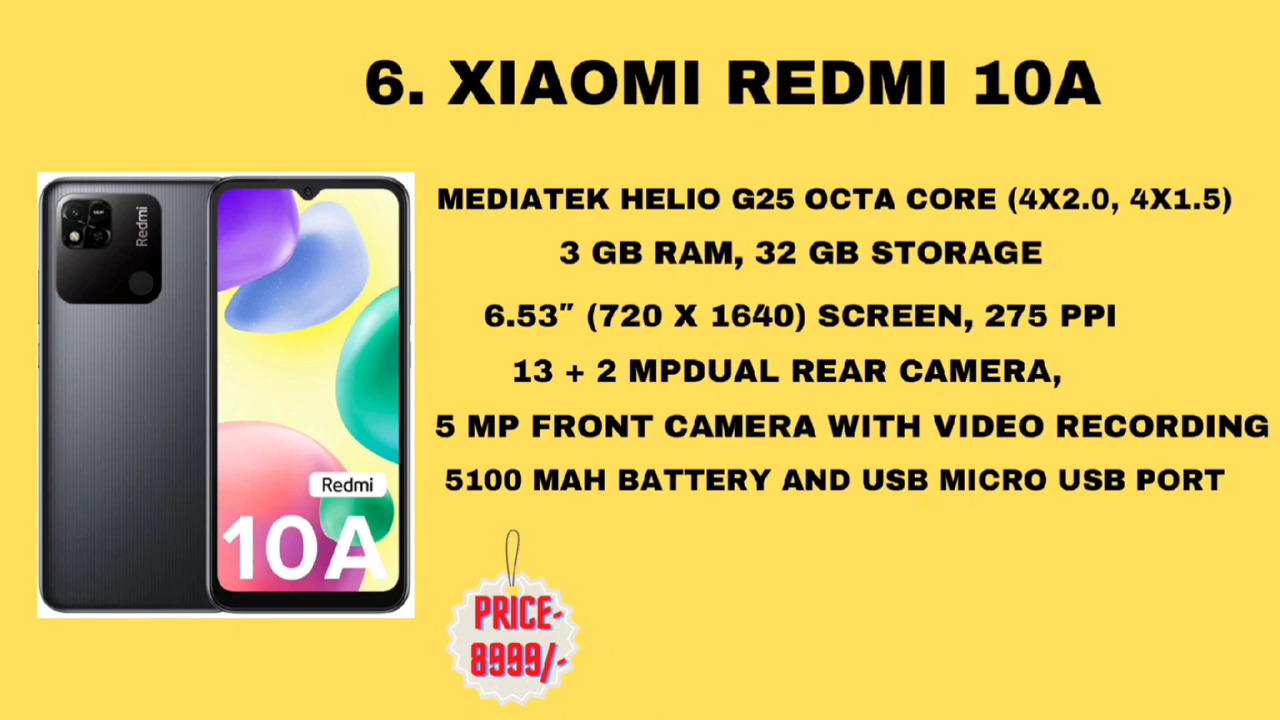 6. XIAOMI REDMI 10A
MEDIATEK HELIO G25 OCTA CORE (4X2.0, 4X1.5)
3 GB RAM, 32 GB STORAGE
6.53″ (720 X 1640) SCREEN, 275 PPI
13 + 2 MPDUAL REAR CAMERA,
5 MP FRONT CAMERA WITH VIDEO RECORDING
5100 MAH BATTERY AND USB MICRO USB PORT
Redmi
Redmi
10A
PRICE-
8999/-